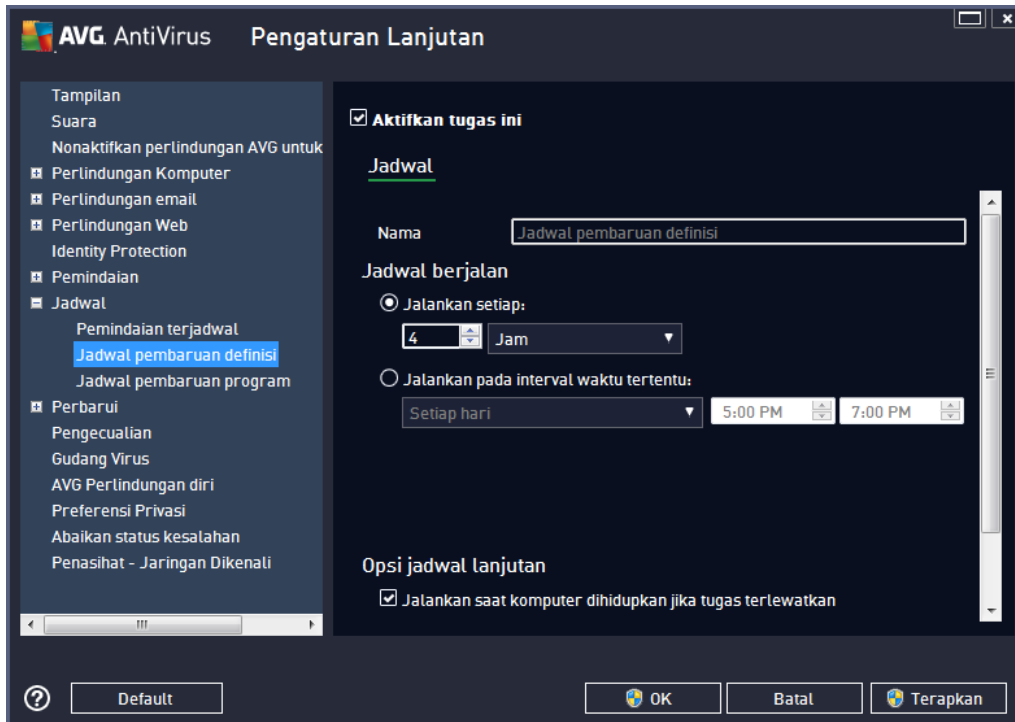 AVG AntiVirus Pengaturan Lanjutan
Tampilan
Suara
Nonaktifkan perlindungan AVG untuk
Perlindungan Komputer
Perlindungan email
Perlindungan Web
Identity Protection
Pemindaian
Jadwal
Pemindaian terjadwal
Jadwal pembaruan definisi
Jadwal pembaruan program
Perbarui
Pengecualian
Gudang Virus
AVG Perlindungan diri
Preferensi Privasi
Abaikan status kesalahan
Penasihat - Jaringan Dikenali
Aktifkan tugas ini
Jadwal
Nama Jadwal pembaruan definisi
Jadwal berjalan
Jalankan setiap:
4 Jam
Jalankan pada interval waktu tertentu:
Setiap hari 5:00 PM 7:00 PM
Opsi jadwal lanjutan
Jalankan saat komputer dihidupkan jika tugas terlewatkan
? Default OK Batal Terapkan